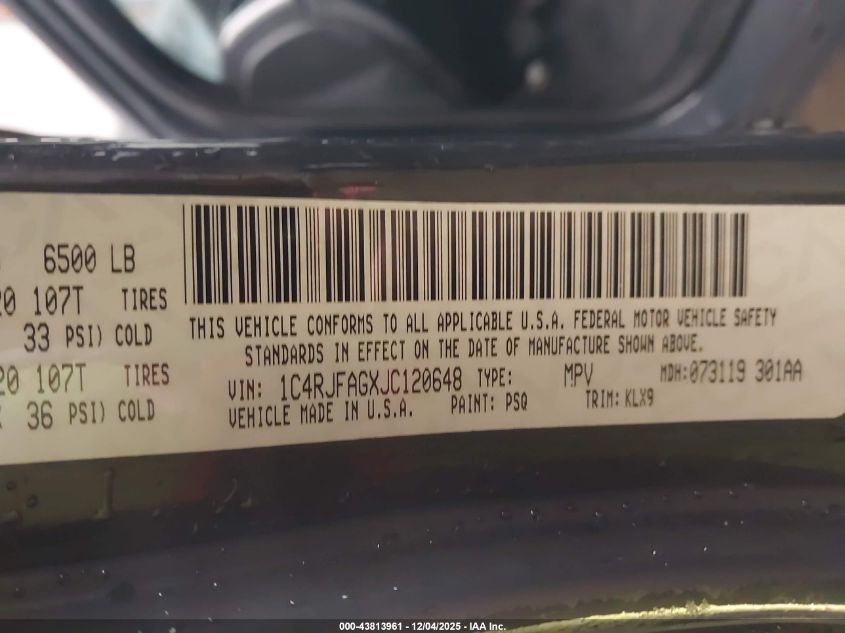 6500 LB
20 107T TIRES
33 PSI) COLD
20 107T TIRES
36 PSI) COLD
THIS VEHICLE CONFORMS TO ALL APPLICABLE U.S.A. FEDERAL MOTOR VEHICLE SAFETY
STANDARDS IN EFFECT ON THE DATE OF MANUFACTURE SHOWN ABOVE.
VIN: 1C4RJFAGXJC120648 TYPE: MPV MDH:073119 301AA
VEHICLE MADE IN U.S.A. PAINT: PSQ TRIM: KLX9
000-43813961 - 12/04/2025 - IAA Inc.